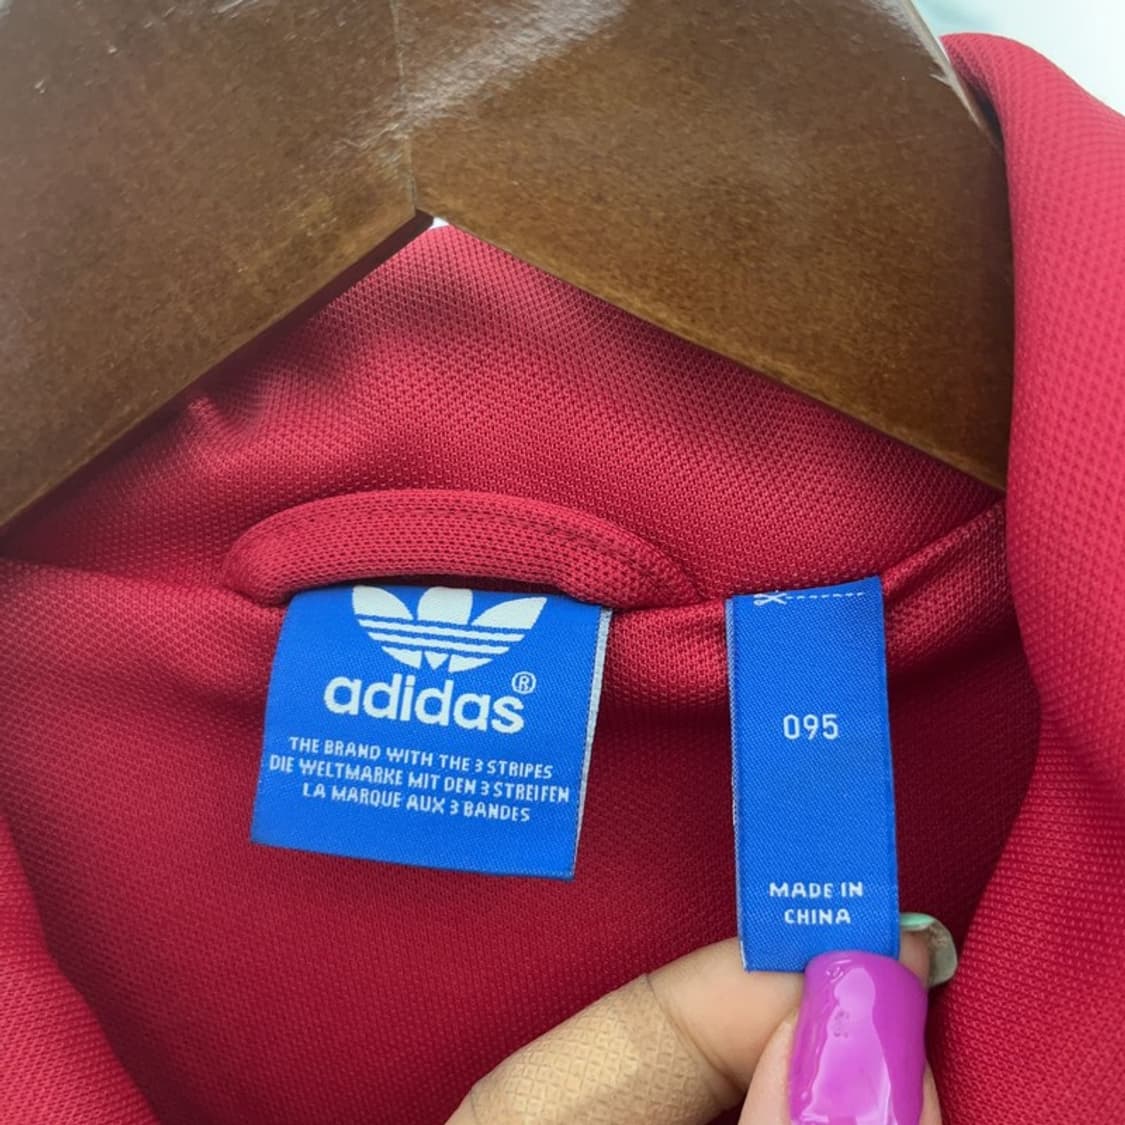 adidas®
THE BRAND WITH THE 3 STRIPES
DIE WELTMARKE MIT DEN 3 STREIFEN
LA MARQUE AUX 3 BANDES
095
MADE IN
CHINA